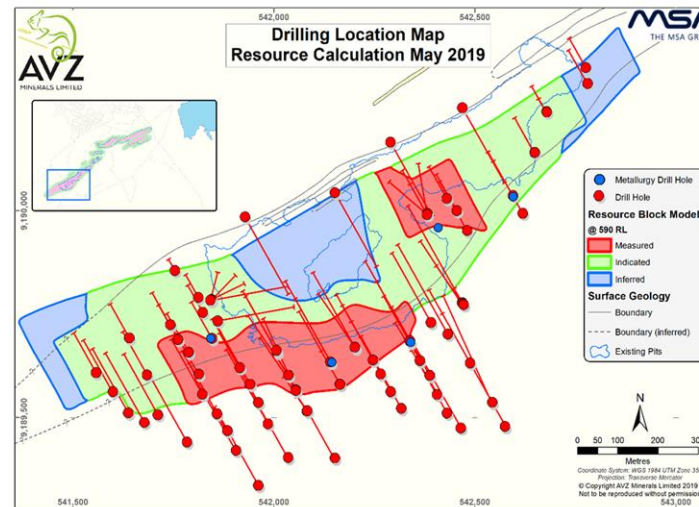 AVZ
MINERALS LIMITED
Drilling Location Map
Resource Calculation May 2019
MSA
THE MSA GR
542,000
542,500
9,190,000
9,189,500
Metallurgy Drill Hole
Drill Hole
Resource Block Model
@ 590 RL
Measured
Indicated
Inferred
Surface Geology
Boundary
Boundary (inferred)
Existing Pits
N
0 50 100 200 300
Metres
Coordinate System: WGS 1984 UTM Zone 35
Projection: Transverse Mercator
© Copyright AVZ Minerals Limited 2019
Not to be reproduced without permission
541,500
542,000
542,500
543,000